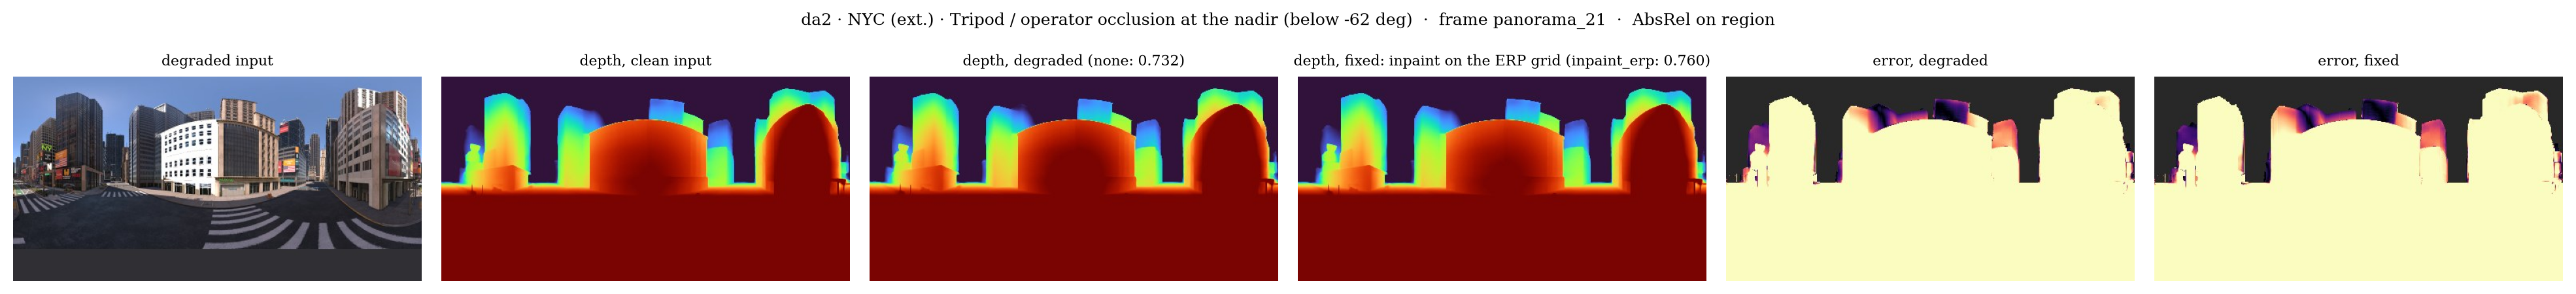 da2 · NYC (ext.) · Tripod / operator occlusion at the nadir (below -62 deg) · frame panorama_21 · AbsRel on region
degraded input
depth, clean input
depth, degraded (none: 0.732)
depth, fixed: inpaint on the ERP grid (inpaint_erp: 0.760)
error, degraded
error, fixed